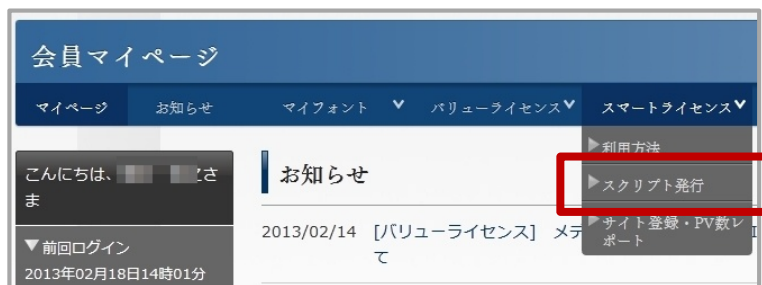 会員マイページ
マイページ お知らせ マイフォント バリューライセンス スマートライセンス
利用方法
スクリプト発行
サイト登録・PV数レ
ポート
こんにちは、 さ
ま
▼前回ログイン
2013年02月18日14時01分
お知らせ
2013/02/14 [バリューライセンス] メデ
て